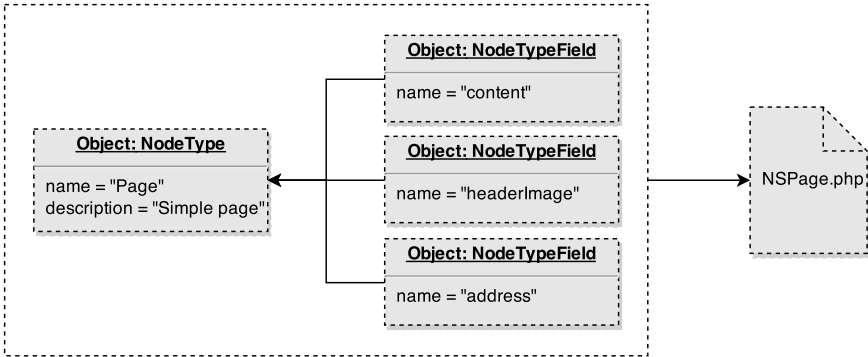 Object: NodeTypeField
name = "content"
Object: NodeType
name = "Page"
description = "Simple page"
Object: NodeTypeField
name = "headerImage"
Object: NodeTypeField
name = "address"
NSPage.php